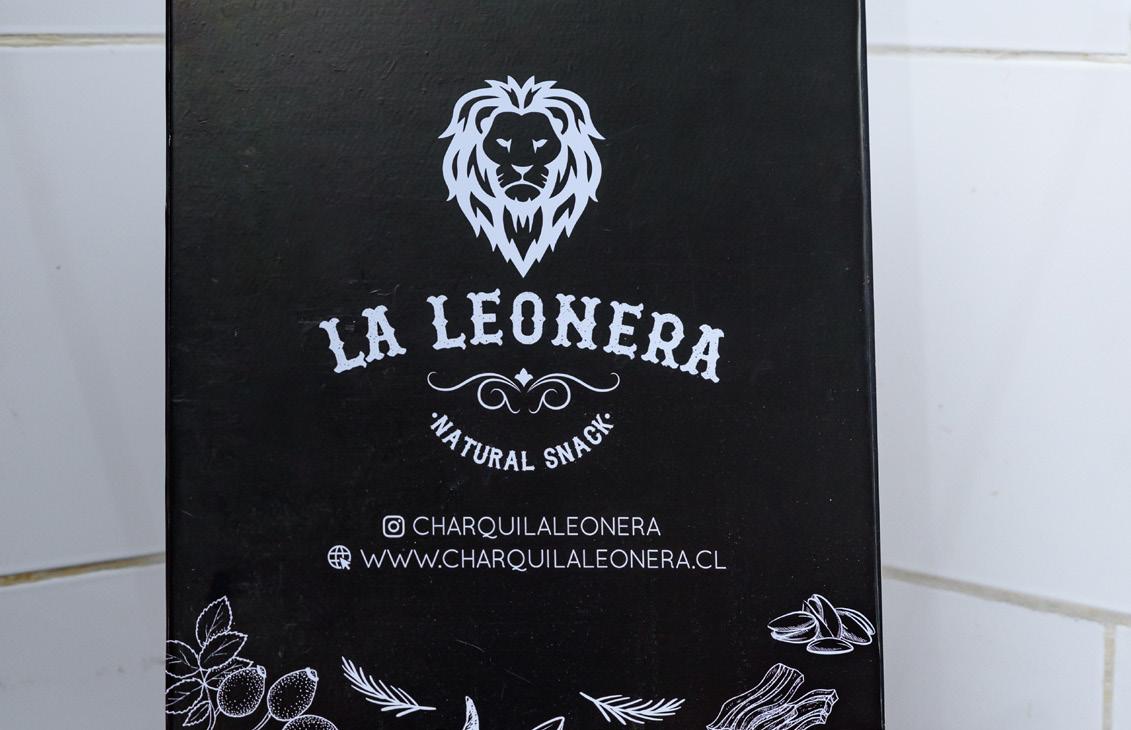 LA LEONERA
·NATURAL SNACK·
CHARQUILALEONERA
WWW.CHARQUILALEONERA.CL